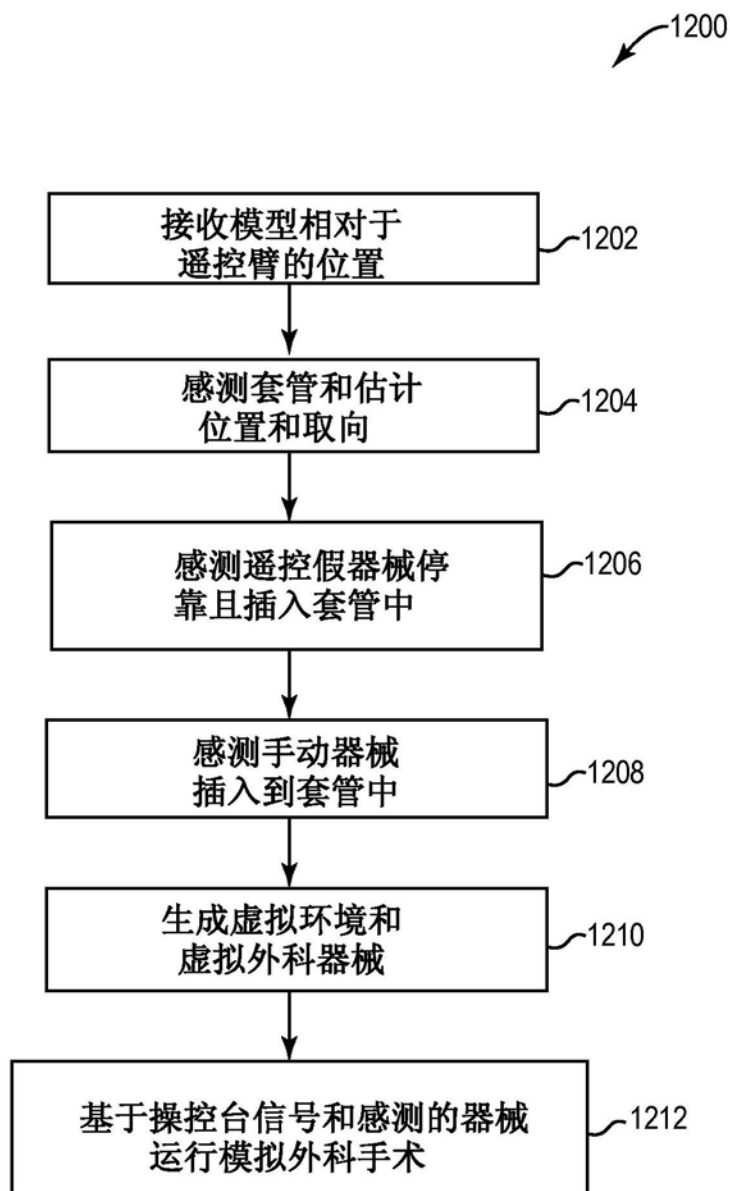 1200
接收模型相对于
遥控臂的位置
1202
感测套管和估计
位置和取向
1204
感测遥控假器械停
靠且插入套管中
1206
感测手动器械
插入到套管中
1208
生成虚拟环境和
虚拟外科器械
1210
基于操控台信号和感测的器械
运行模拟外科手术
1212